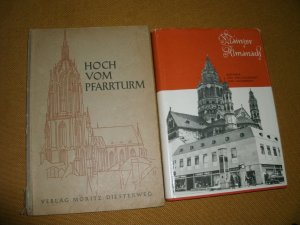 HOCH
VOM
PFARRTURM
VERLAG MORITZ DIESTERWEG
Mainzer
Almanach